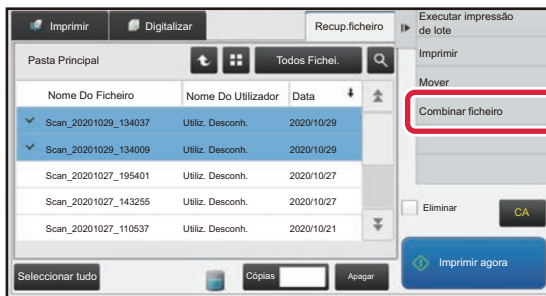 Imprimir
Digitalizar
Recup.ficheiro
Pasta Principal
Todos Fichei.
Nome Do Ficheiro Nome Do Utilizador Data
Scan_20201029_134037 Utiliz. Desconh. 2020/10/29
Scan_20201029_134009 Utiliz. Desconh. 2020/10/29
Scan_20201027_195401 Utiliz. Desconh. 2020/10/27
Scan_20201027_143255 Utiliz. Desconh. 2020/10/27
Scan_20201027_110537 Utiliz. Desconh. 2020/10/21
Seleccionar tudo
Cópias
Apagar
Executar impressão
de lote
Imprimir
Mover
Combinar ficheiro
Eliminar
CA
Imprimir agora